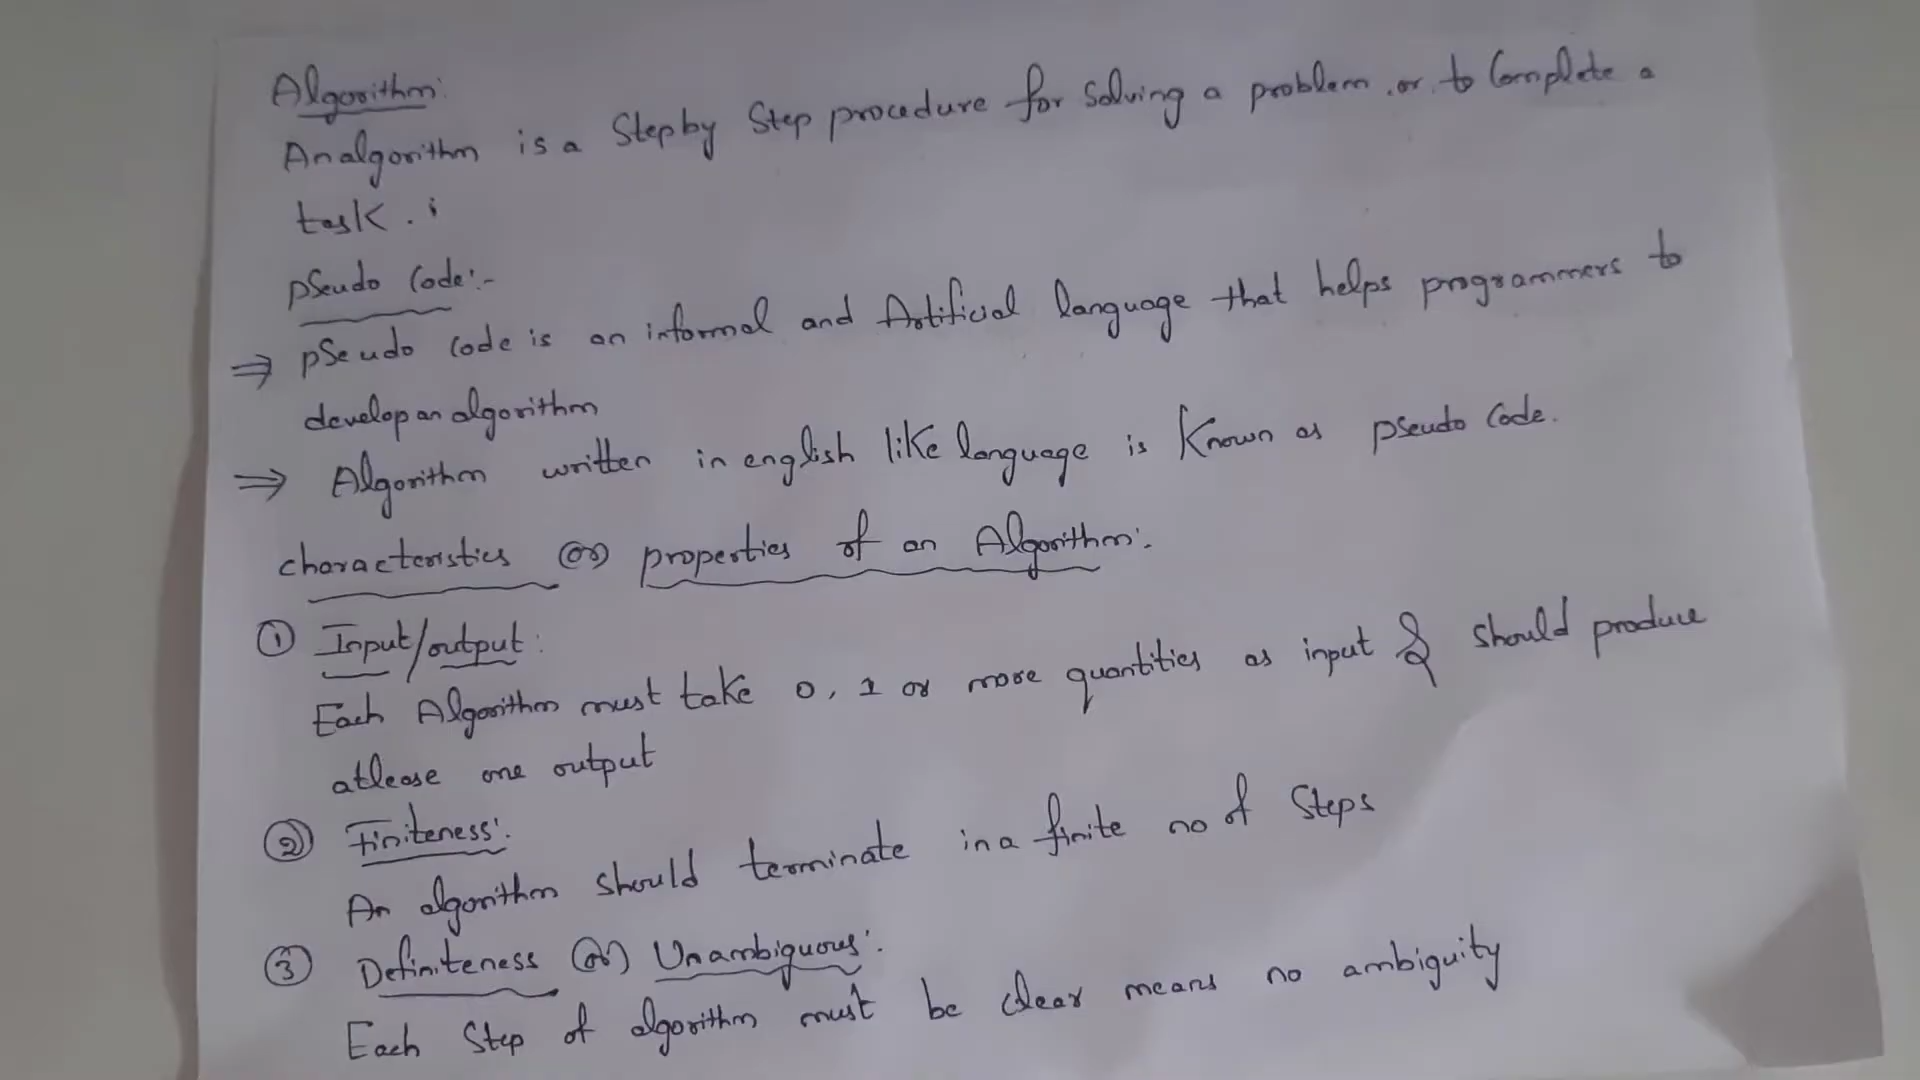 Algorithm:
An algorithm is a Step by Step procedure for Solving a problem .or. to Complete a
task .
pSeudo Code:-
⇒ pSeudo Code is an informal and Artificial language that helps programmers to
develop an algorithm
⇒ Algorithm written in english like language is Known as pseudo Code.
characteristics (or) properties of an Algorithm:
① Input/output:
Each Algorithm must take 0, 1 or more quantities as input & should produce
atlease one output
② Finiteness:
An algorithm should terminate in a finite no of Steps
③ Definiteness (or) Unambiguous:
Each Step of algorithm must be clear means no ambiguity